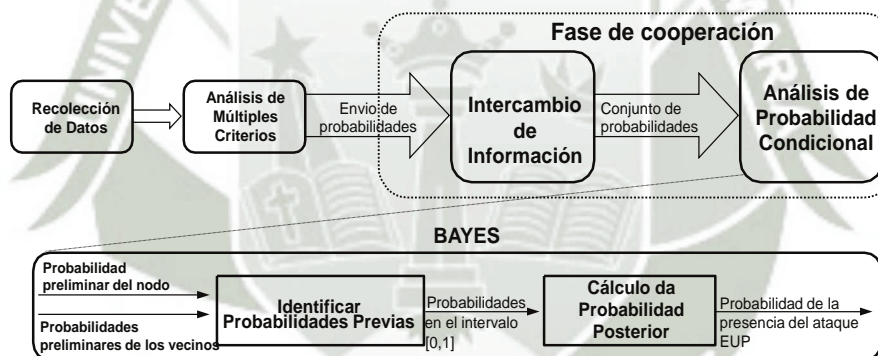 Fase de cooperación
Recolección
de Datos
Análisis de
Múltiples
Criterios
Envio de
probabilidades
Intercambio
de
Información
Conjunto de
probabilidades
Análisis de
Probabilidad
Condicional
BAYES
Probabilidad
preliminar del nodo
Probabilidades
preliminares de los vecinos
Identificar
Probabilidades Previas
Probabilidades
en el intervalo
[0,1]
Cálculo da
Probabilidad
Posterior
Probabilidad de la
presencia del ataque
EUP
UNIVE